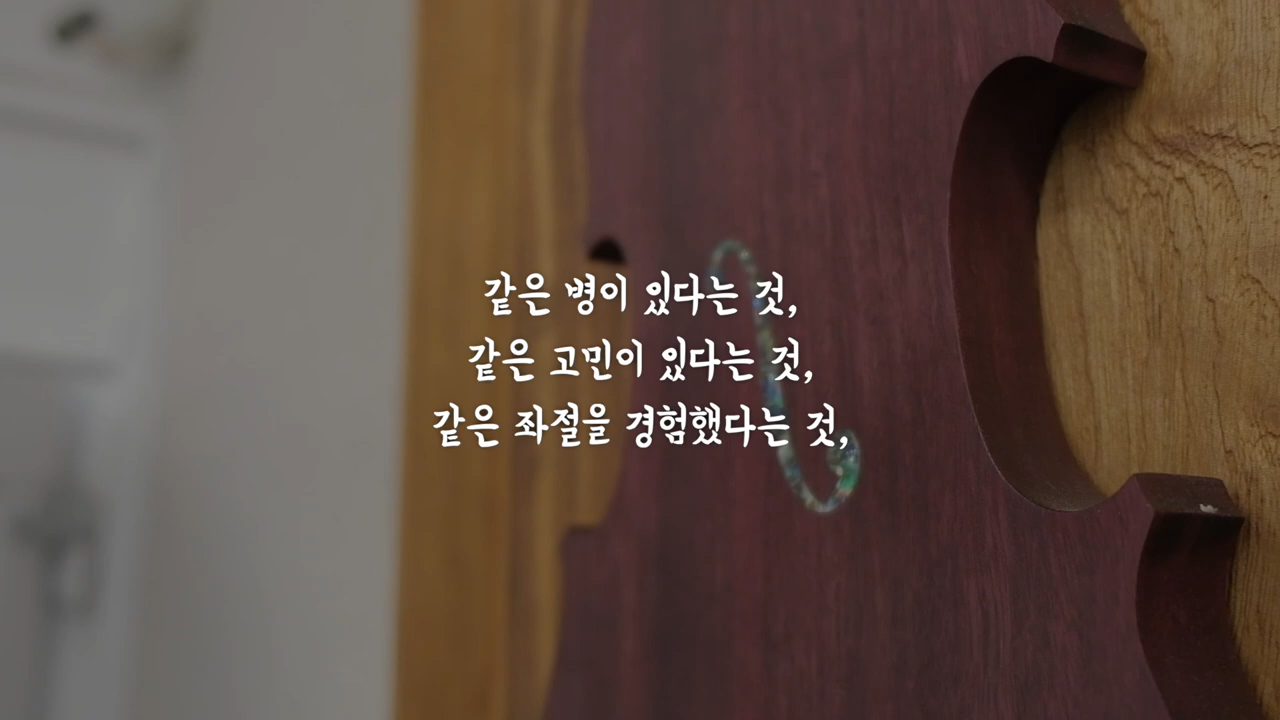 같은 병이 있다는 것,
같은 고민이 있다는 것,
같은 좌절을 경험했다는 것,